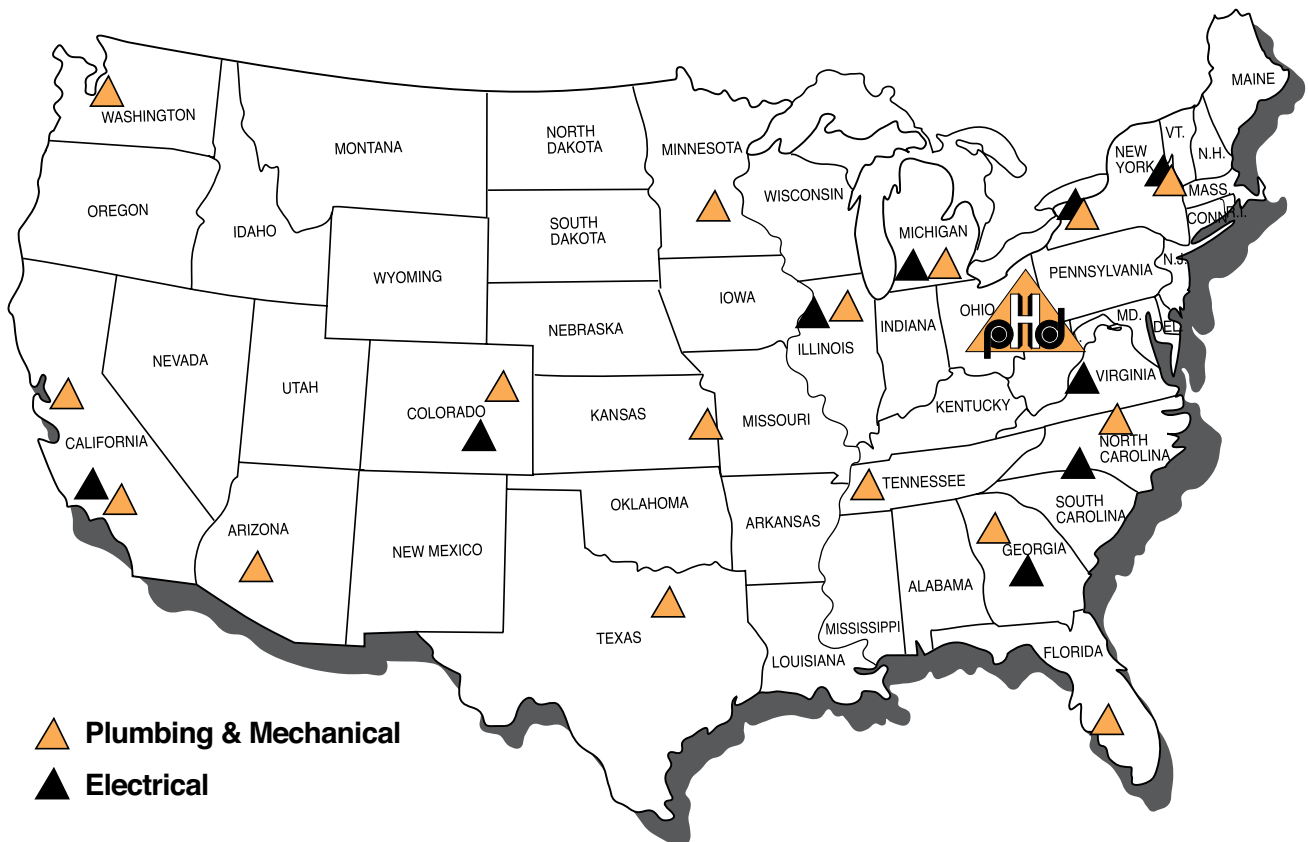 MAINE
WASHINGTON
VT.
NORTH
DAKOTA
MONTANA
MINNESOTA
NEW
YORK
N.H.
MASS.
WISCONSIN
OREGON
IDAHO
SOUTH
DAKOTA
MICHIGAN
CONN.
R.I.
WYOMING
PENNSYLVANIA
N.J.
IOWA
OHIO
pHd
MD.
DEL.
INDIANA
NEBRASKA
ILLINOIS
NEVADA
UTAH
VIRGINIA
COLORADO
KANSAS
MISSOURI
KENTUCKY
CALIFORNIA
NORTH
CAROLINA
TENNESSEE
OKLAHOMA
ARKANSAS
SOUTH
CAROLINA
ARIZONA
NEW MEXICO
GEORGIA
ALABAMA
TEXAS
MISSISSIPPI
LOUISIANA
FLORIDA
Plumbing & Mechanical
Electrical